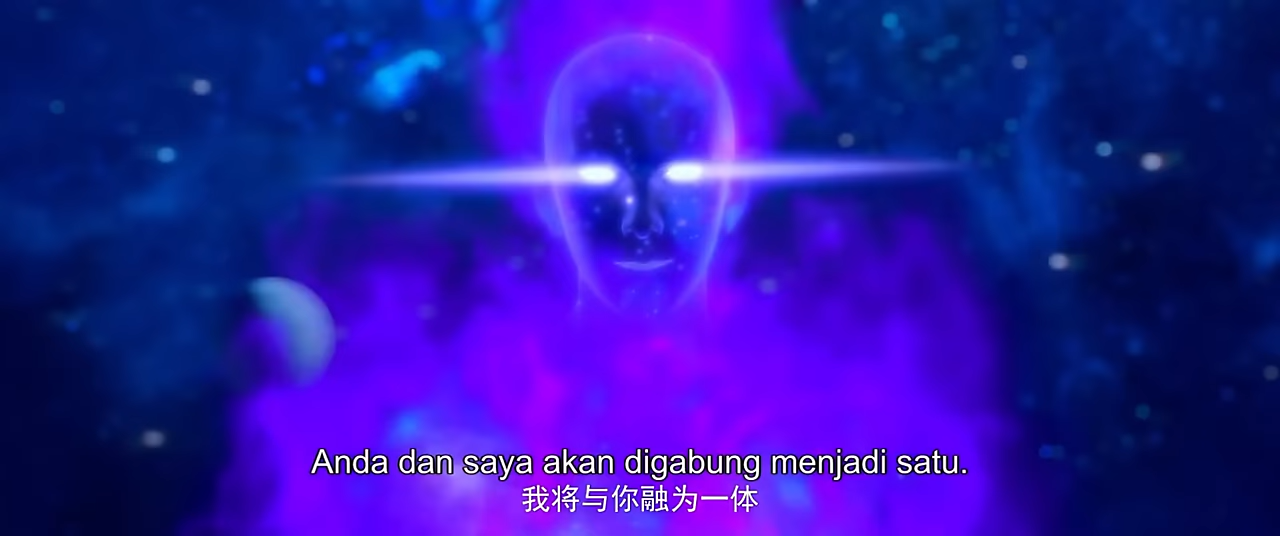 Anda dan saya akan digabung menjadi satu.
我将与你融为一体